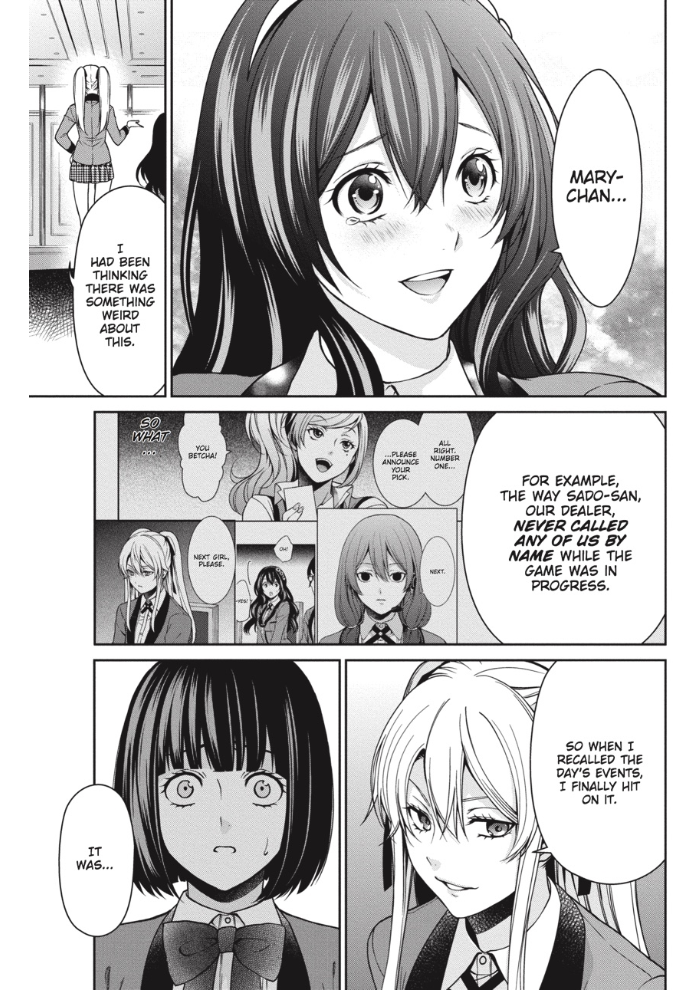 MARY-
CHAN...
I
HAD BEEN
THINKING
THERE WAS
SOMETHING
WEIRD
ABOUT
THIS.
FOR EXAMPLE,
THE WAY SADO-SAN,
OUR DEALER,
NEVER CALLED
ANY OF US BY
NAME WHILE THE
GAME WAS IN
PROGRESS.
ALL
RIGHT.
NUMBER
ONE...
...PLEASE
ANNOUNCE
YOUR
PICK.
YOU
BETCHA!
SO
WHAT
...
NEXT.
OH!
YES!
NEXT GIRL,
PLEASE.
SO WHEN I
RECALLED THE
DAY'S EVENTS,
I FINALLY HIT
ON IT.
IT
WAS...